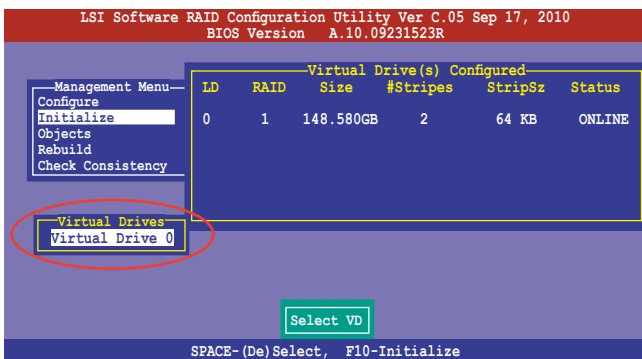 LSI Software RAID Configuration Utility Ver C.05 Sep 17, 2010
BIOS Version A.10.09231523R
Virtual Drive(s) Configured
LD RAID Size #Stripes StripSz Status
0 1 148.580GB 2 64 KB ONLINE
Management Menu
Configure
Initialize
Objects
Rebuild
Check Consistency
Virtual Drives
Virtual Drive 0
Select VD
SPACE-(De)Select, F10-Initialize